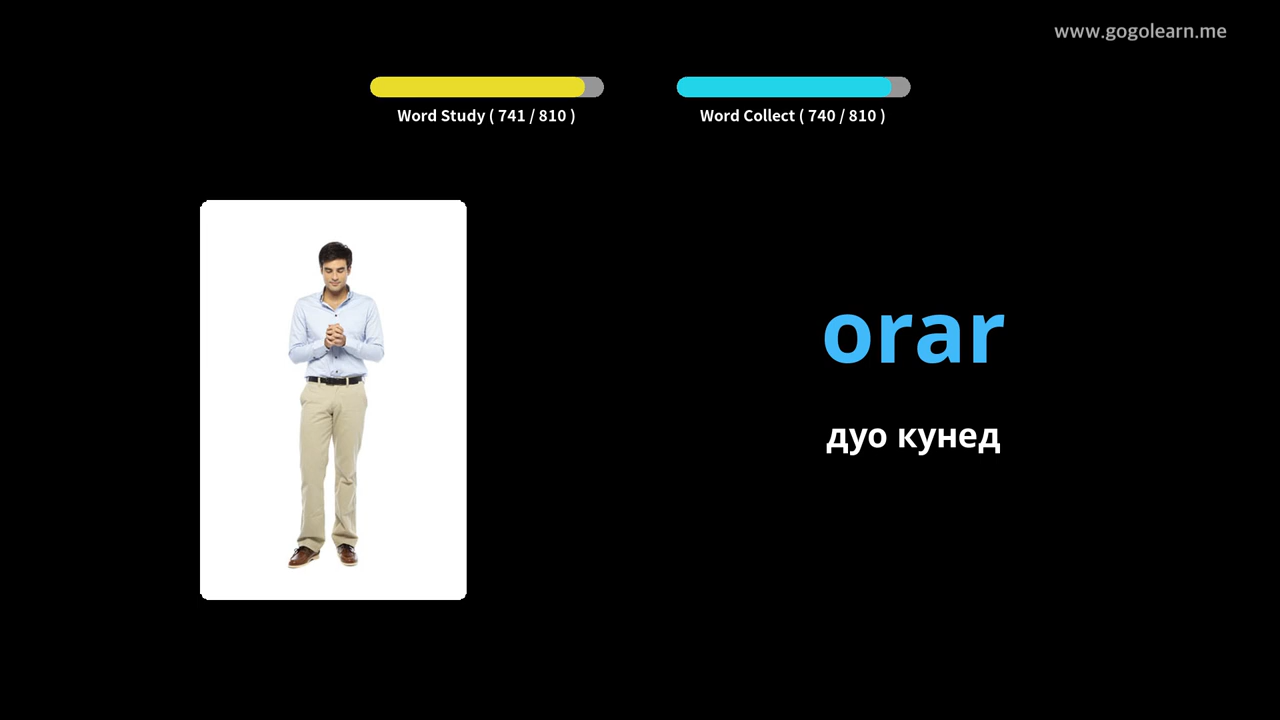 www.gogolearn.me
Word Study ( 741 / 810 )
Word Collect ( 740 / 810 )
orar
дуо кунед